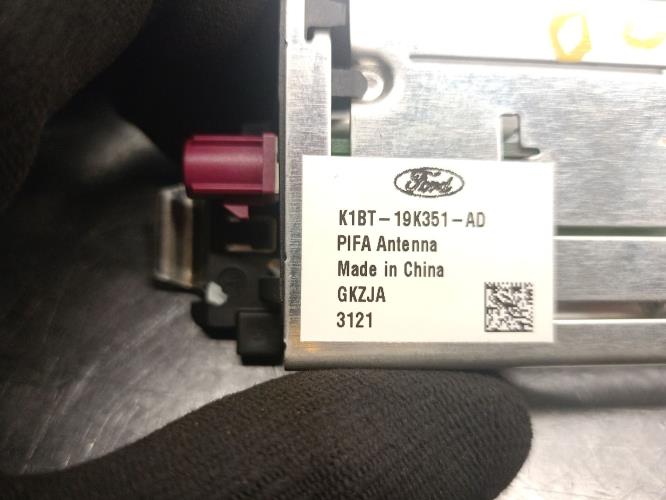 Ford
K1BT-19K351-AD
PIFA Antenna
Made in China
GKZJA
3121